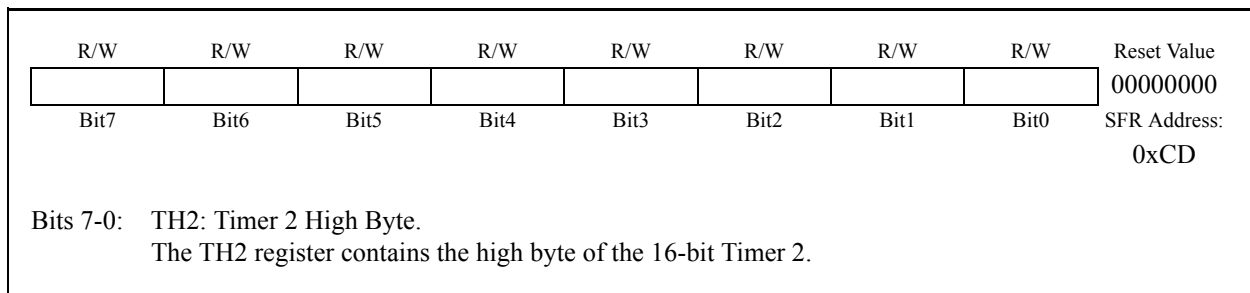 R/W R/W R/W R/W R/W R/W R/W R/W Reset Value
00000000
Bit7 Bit6 Bit5 Bit4 Bit3 Bit2 Bit1 Bit0 SFR Address:
0xCD
Bits 7-0: TH2: Timer 2 High Byte.
The TH2 register contains the high byte of the 16-bit Timer 2.